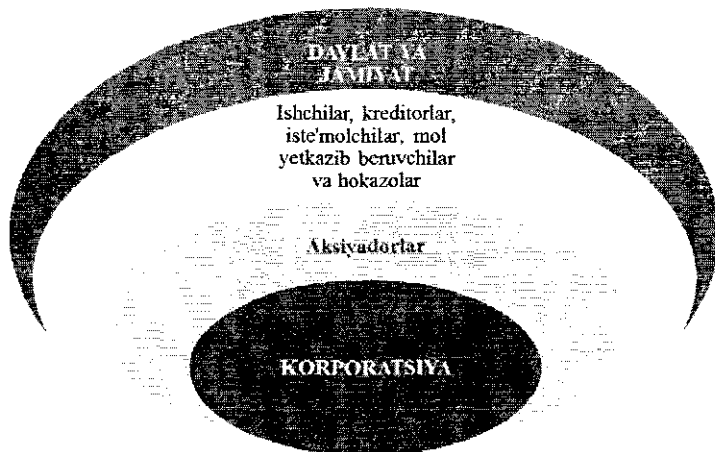 DAVLAT VA
JAMIYAT
Ishchilar, kreditorlar,
iste'molchilar, mol
yetkazib beruvchilar
va hokazolar
Aksiyadorlar
KORPORATSIYA